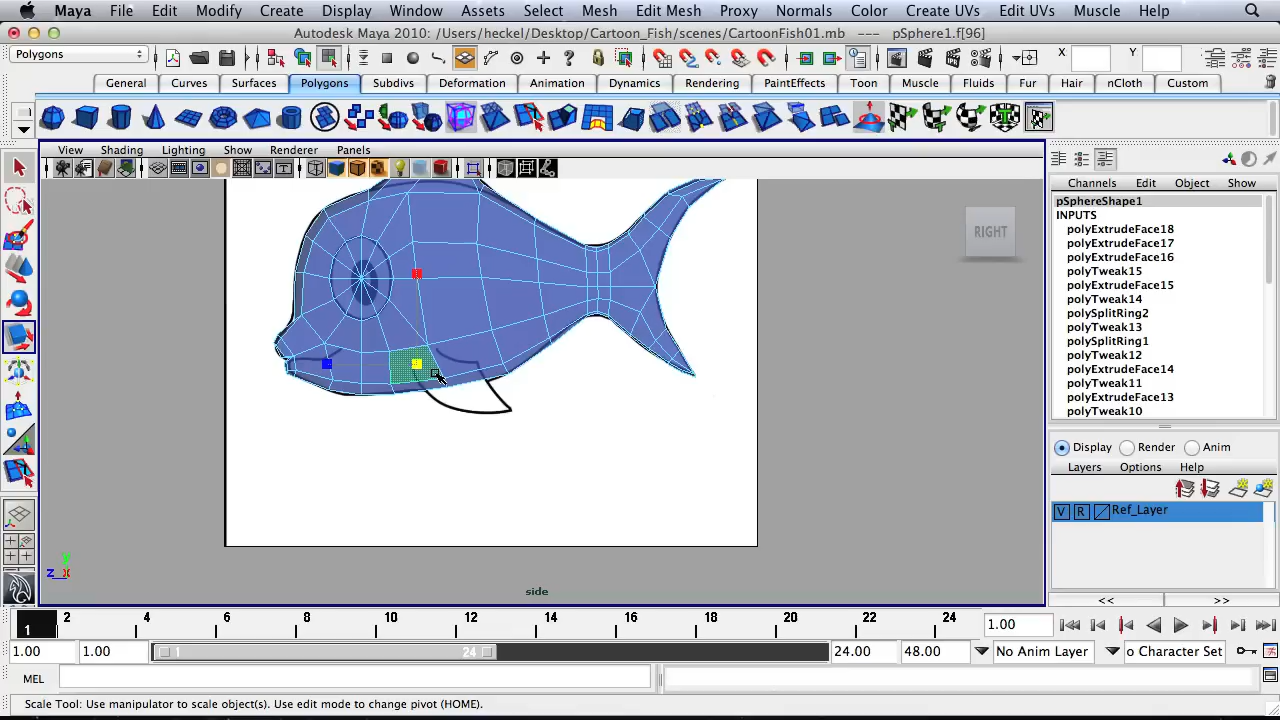 Maya File Edit Modify Create Display Window Assets Select Mesh Edit Mesh Proxy Normals Color Create UVs Edit UVs Muscle Help
Autodesk Maya 2010: /Users/heckel/Desktop/Cartoon_Fish/scenes/CartoonFish01.mb --- pSphere1.f[96]
Polygons X Y
General Curves Surfaces Subdivs Polygons Deformation Animation Dynamics Rendering PaintEffects Toon Muscle Fluids Fur Hair nCloth Custom
View Shading Lighting Show Renderer Panels
Channels Edit Object Show
pSphereShape1
INPUTS
polyExtrudeFace18
polyExtrudeFace17
polyExtrudeFace16
polyTweak15
polyExtrudeFace15
polyTweak14
polySplitRing2
polyTweak13
polySplitRing1
polyTweak12
polyExtrudeFace14
polyTweak11
polyExtrudeFace13
polyTweak10
RIGHT
Display Render Anim
Layers Options Help
V R Ref_Layer
y
z x
side
<< >>
1 2 4 6 8 10 12 14 16 18 20 22 24 1.00
1.00 1.00 1 24 24.00 48.00 No Anim Layer o Character Set
MEL
Scale Tool: Use manipulator to scale object(s). Use edit mode to change pivot (HOME).